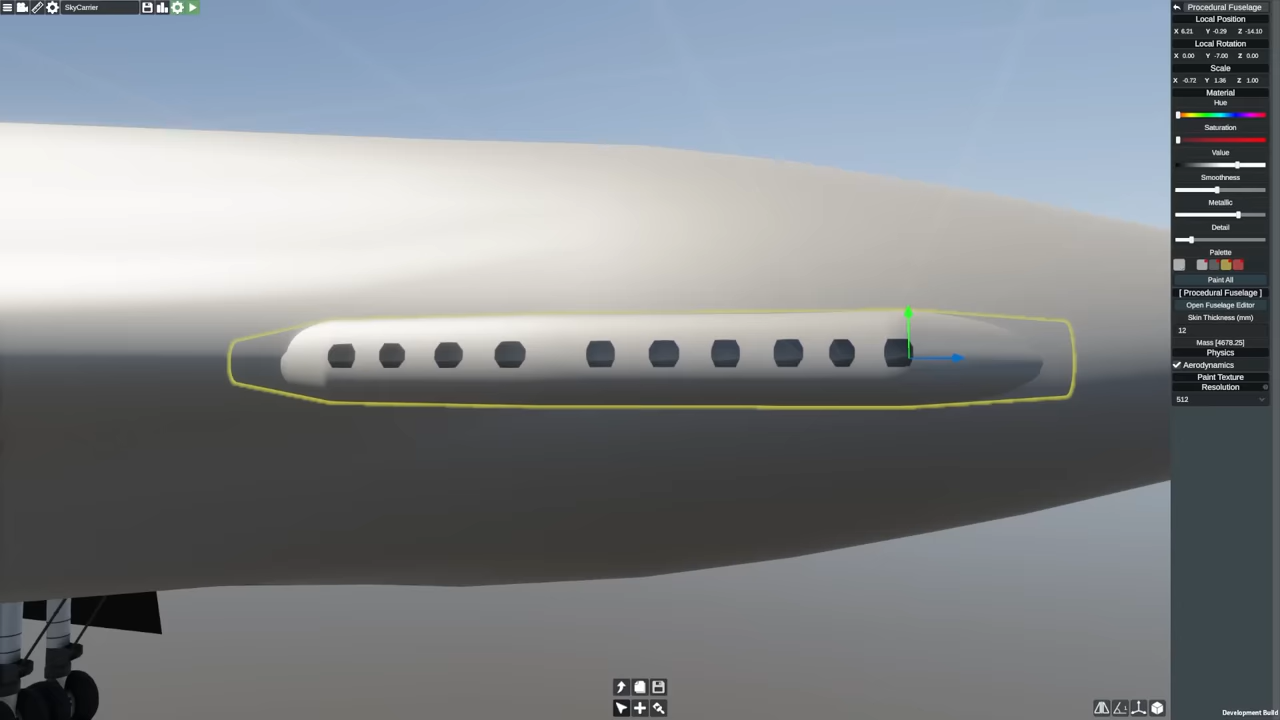 SkyCarrier
Procedural Fuselage
Local Position
X 6.21 Y -0.29 Z -14.10
Local Rotation
X 0.00 Y -7.00 Z 0.00
Scale
X -0.72 Y 1.36 Z 1.00
Material
Hue
Saturation
Value
Smoothness
Metallic
Detail
Palette
Paint All
[ Procedural Fuselage ]
Open Fuselage Editor
Skin Thickness (mm)
12
Mass [4678.25]
Physics
Aerodynamics
Paint Texture
Resolution
512
Development Build